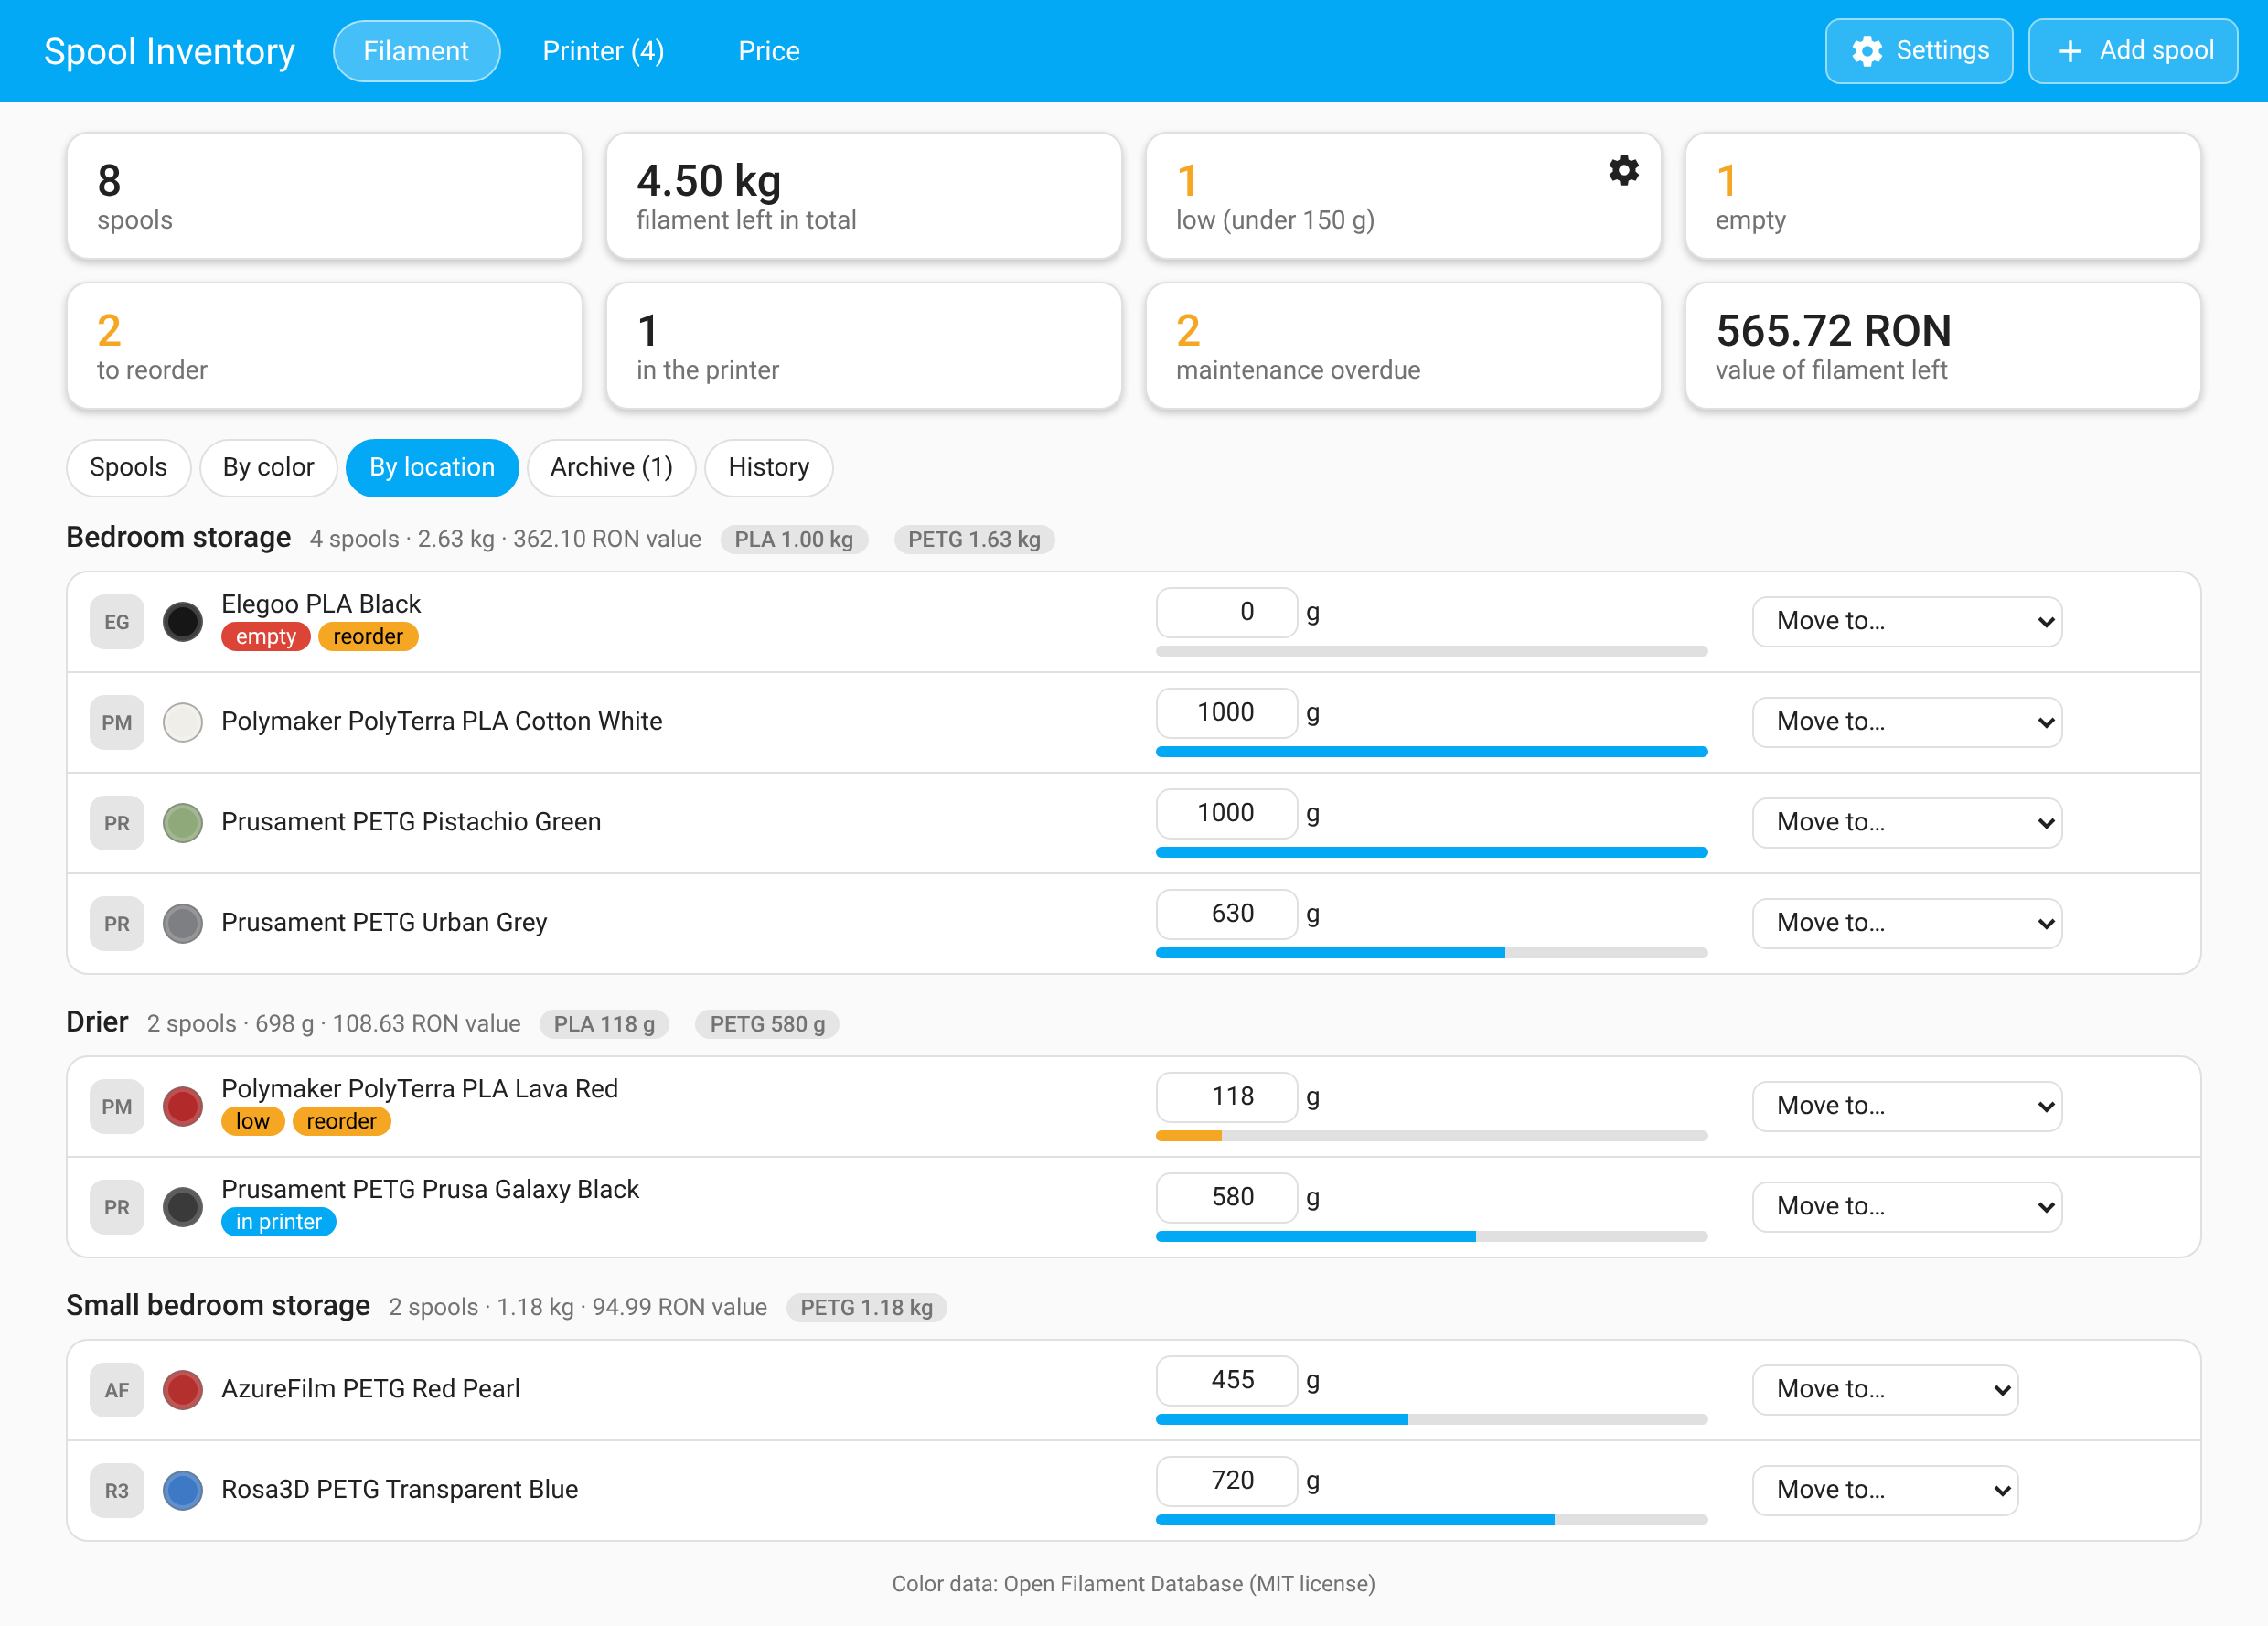 Spool Inventory Filament Printer (4) Price Settings + Add spool
8
spools
4.50 kg
filament left in total
1
low (under 150 g)
1
empty
2
to reorder
1
in the printer
2
maintenance overdue
565.72 RON
value of filament left
Spools By color By location Archive (1) History
Bedroom storage 4 spools · 2.63 kg · 362.10 RON value PLA 1.00 kg PETG 1.63 kg
EG Elegoo PLA Black 0 g Move to...
empty reorder
PM Polymaker PolyTerra PLA Cotton White 1000 g Move to...
PR Prusament PETG Pistachio Green 1000 g Move to...
PR Prusament PETG Urban Grey 630 g Move to...
Drier 2 spools · 698 g · 108.63 RON value PLA 118 g PETG 580 g
PM Polymaker PolyTerra PLA Lava Red 118 g Move to...
low reorder
PR Prusament PETG Prusa Galaxy Black 580 g Move to...
in printer
Small bedroom storage 2 spools · 1.18 kg · 94.99 RON value PETG 1.18 kg
AF AzureFilm PETG Red Pearl 455 g Move to...
R3 Rosa3D PETG Transparent Blue 720 g Move to...
Color data: Open Filament Database (MIT license)